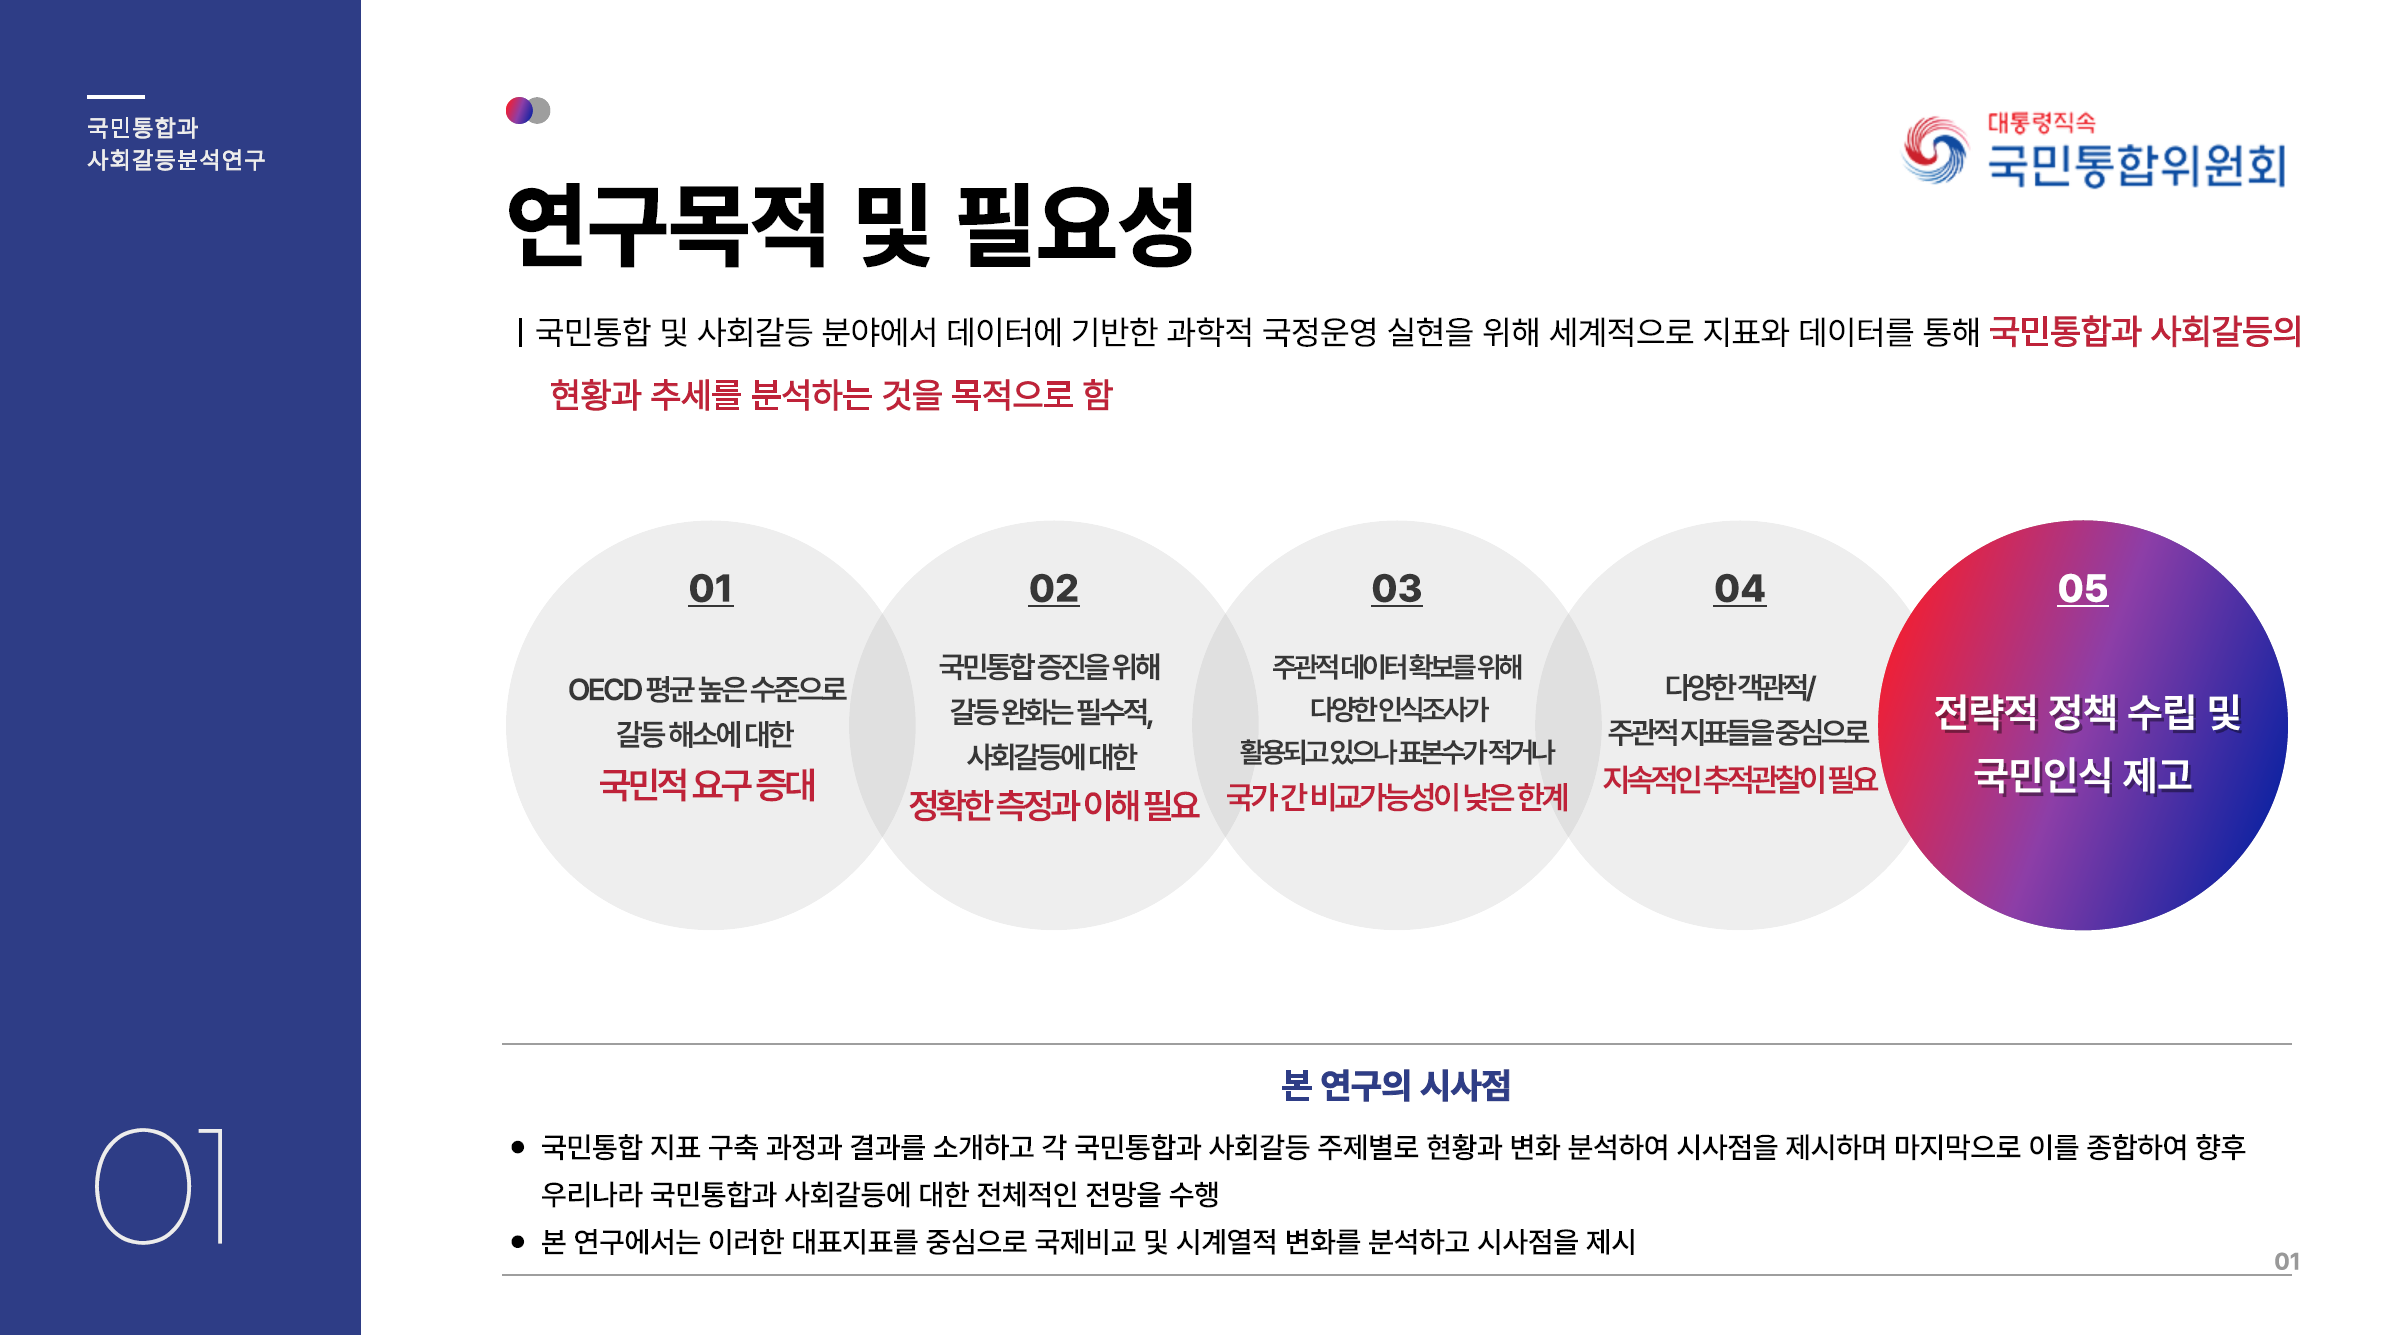 국민통합과
사회갈등분석연구
대통령직속
국민통합위원회
연구목적 및 필요성
| 국민통합 및 사회갈등 분야에서 데이터에 기반한 과학적 국정운영 실현을 위해 세계적으로 지표와 데이터를 통해 국민통합과 사회갈등의
현황과 추세를 분석하는 것을 목적으로 함
01
OECD 평균 높은 수준으로
갈등 해소에 대한
국민적 요구 증대
02
국민통합 증진을 위해
갈등 완화는 필수적,
사회갈등에 대한
정확한 측정과 이해 필요
03
주관적 데이터 확보를 위해
다양한 인식조사가
활용되고 있으나 표본수가 적거나
국가 간 비교가능성이 낮은 한계
04
다양한 객관적/
주관적 지표들을 중심으로
지속적인 추적관찰이 필요
05
전략적 정책 수립 및
국민인식 제고
본 연구의 시사점
● 국민통합 지표 구축 과정과 결과를 소개하고 각 국민통합과 사회갈등 주제별로 현황과 변화 분석하여 시사점을 제시하며 마지막으로 이를 종합하여 향후
우리나라 국민통합과 사회갈등에 대한 전체적인 전망을 수행
● 본 연구에서는 이러한 대표지표를 중심으로 국제비교 및 시계열적 변화를 분석하고 시사점을 제시
01
01